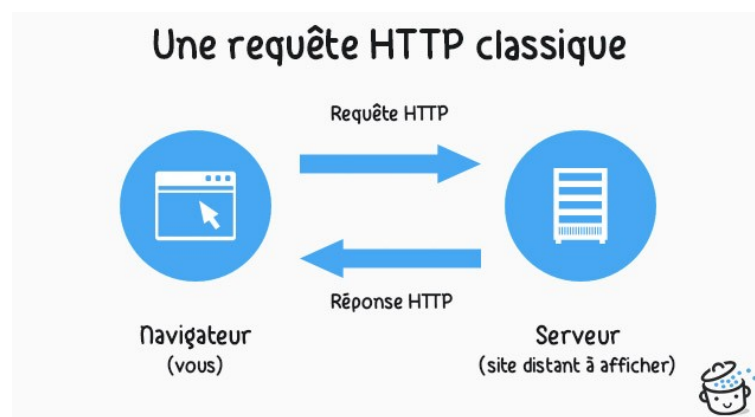 Une requête HTTP classique
Requête HTTP
Réponse HTTP
Navigateur
(vous)
Serveur
(site distant à afficher)